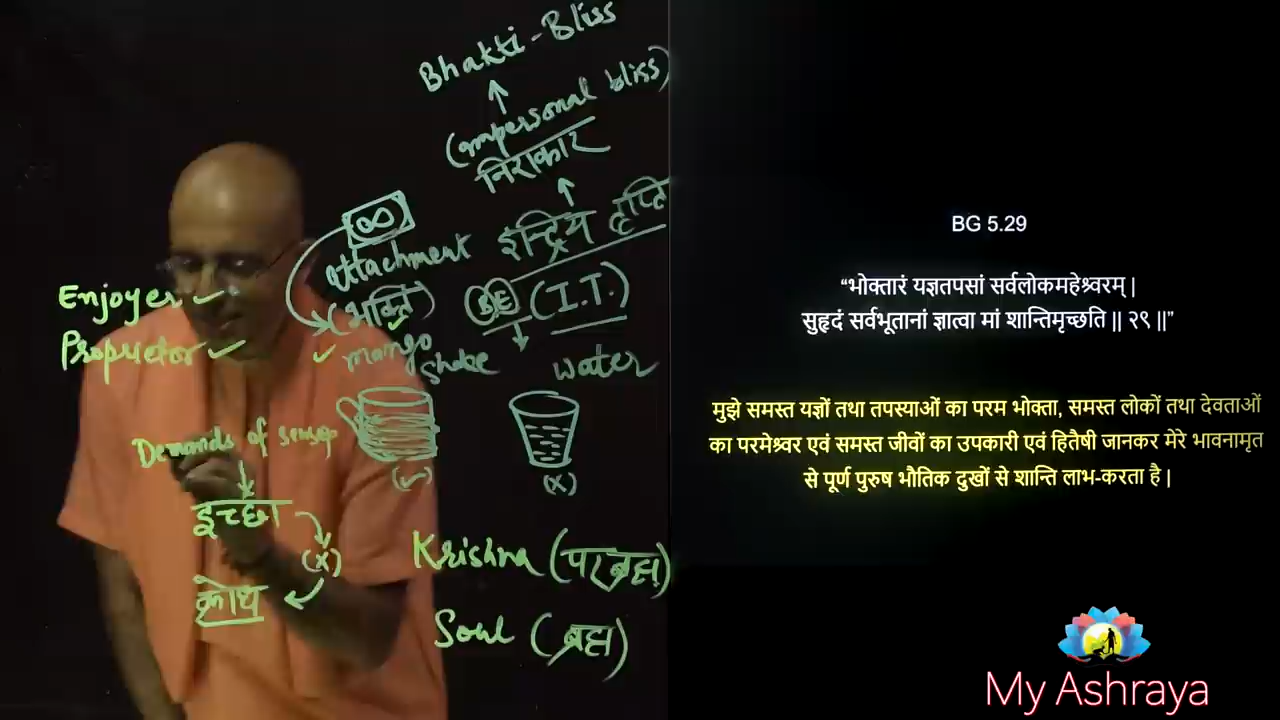 Bhakti-Bliss
(impersonal bliss)
निराकार
∞
attachment
इन्द्रिय तृप्ति
(भक्ति)
BE (I.T.)
Enjoyer ✓
Proprietor ✓
✓ mango
shake
water
(✓)
(x)
Demands of senses
इच्छा
(x)
क्रोध
Krishna (परब्रह्म)
Soul (ब्रह्म)
BG 5.29
“भोक्तारं यज्ञतपसां सर्वलोकमहेश्र्वरम् |
सुहृदं सर्वभूतानां ज्ञात्वा मां शान्तिमृच्छति || २९ ||”
मुझे समस्त यज्ञों तथा तपस्याओं का परम भोक्ता, समस्त लोकों तथा देवताओं
का परमेश्र्वर एवं समस्त जीवों का उपकारी एवं हितैषी जानकर मेरे भावनामृत
से पूर्ण पुरुष भौतिक दुखों से शान्ति लाभ-करता है |
My Ashraya